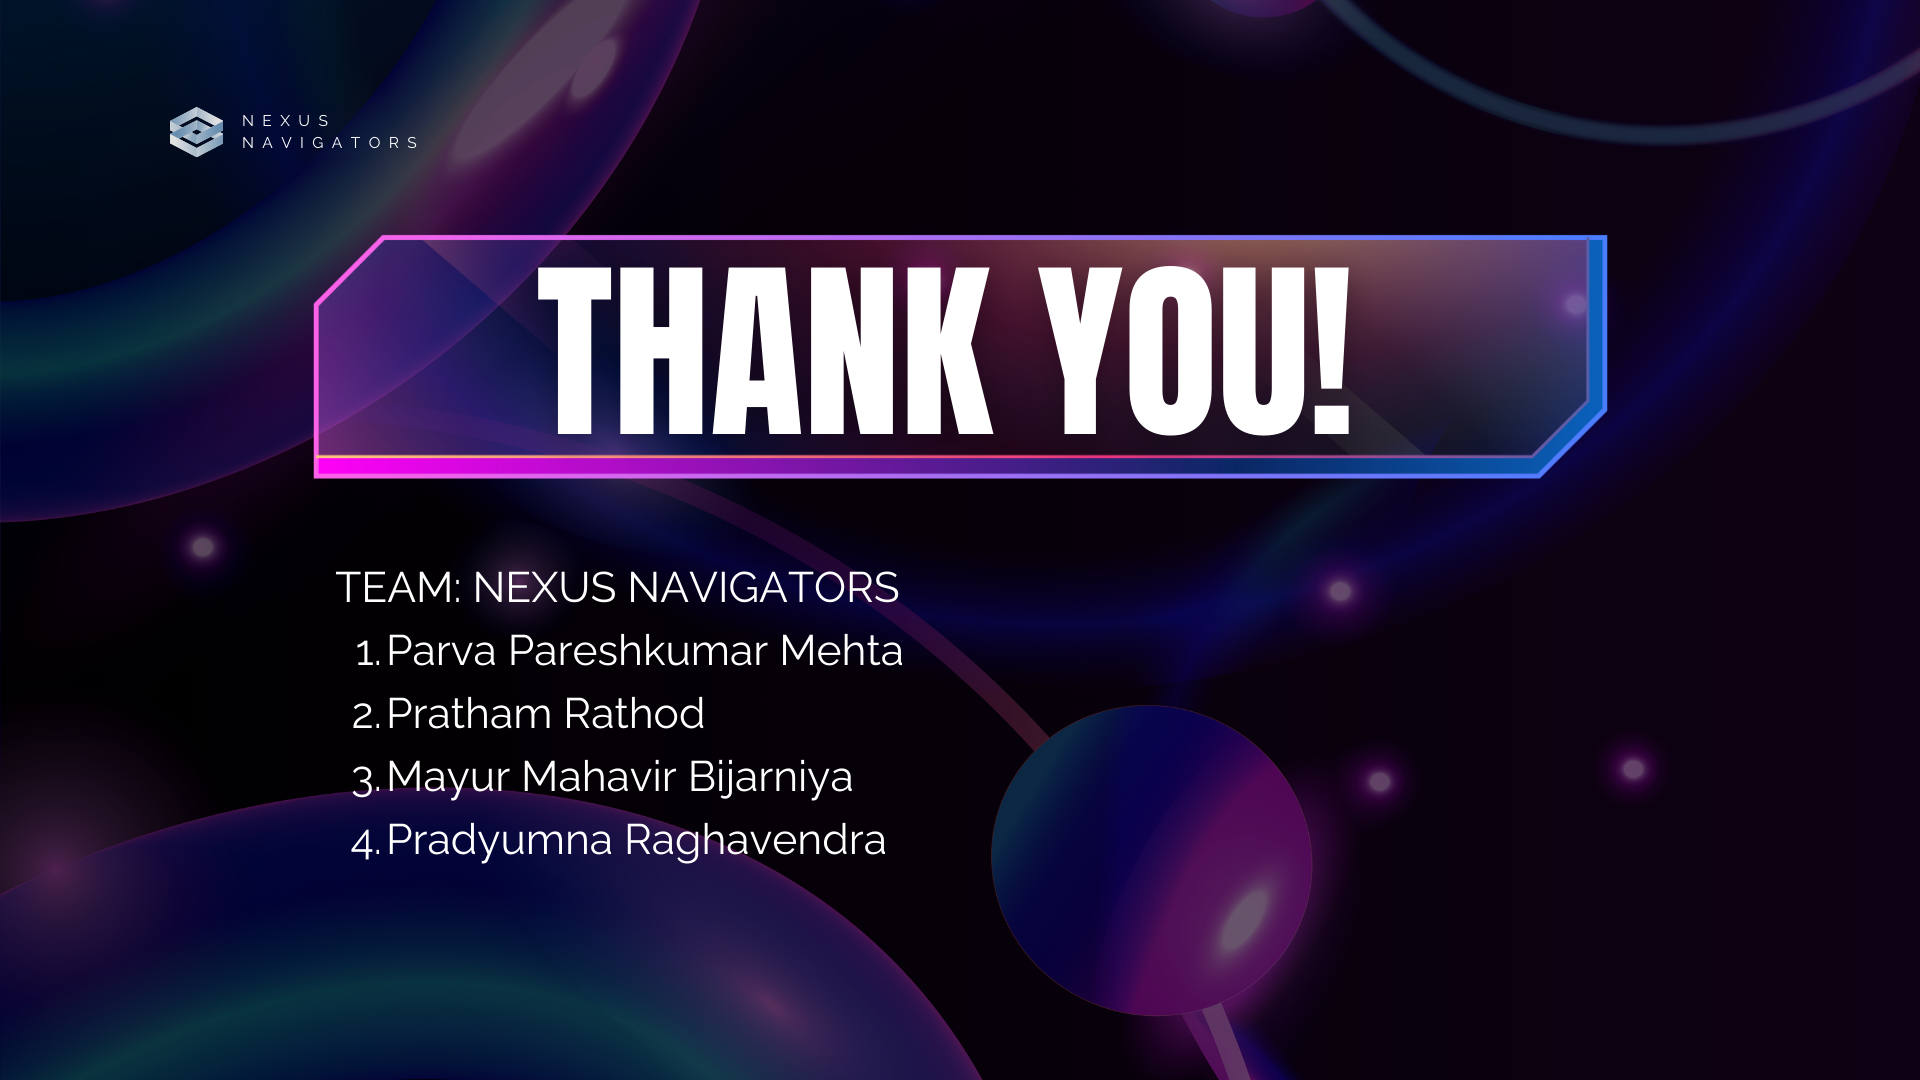 NEXUS
NAVIGATORS
THANK YOU!
TEAM: NEXUS NAVIGATORS
1. Parva Pareshkumar Mehta
2. Pratham Rathod
3. Mayur Mahavir Bijarniya
4. Pradyumna Raghavendra